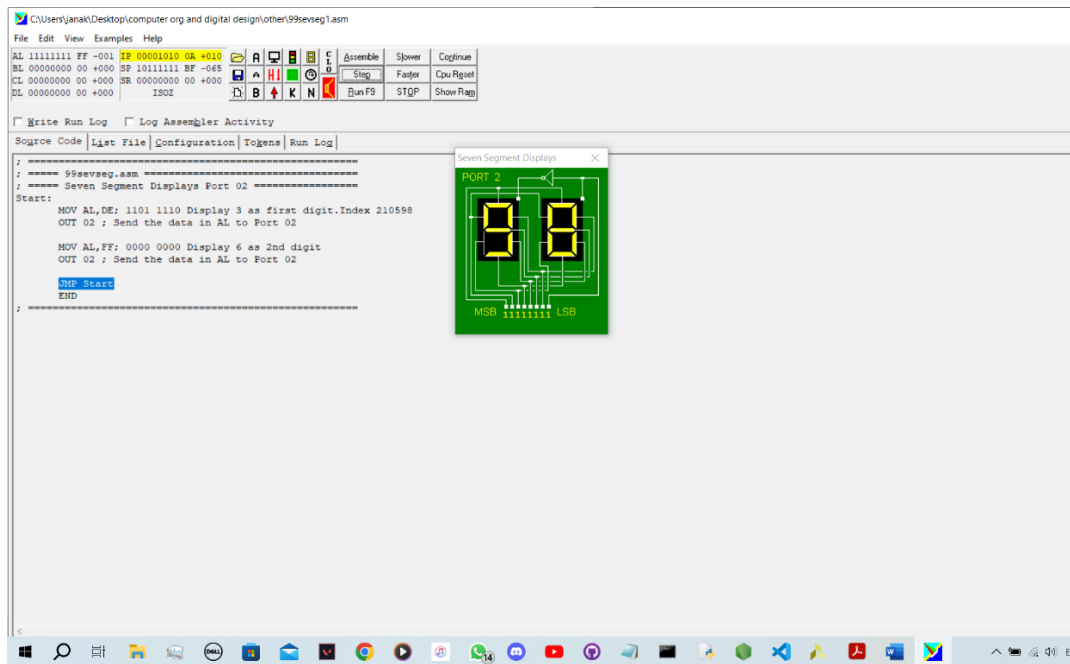 C:\Users\janak\Desktop\computer org and digital design\other\99sevseg1.asm
File Edit View Examples Help
AL 11111111 FF -001 IP 00001010 0A +010
BL 00000000 00 +000 SP 10111111 BF -065
CL 00000000 00 +000 SR 00000000 00 +000
DL 00000000 00 +000 ISOZ
A
A
B
H
K
N
CLO
Assemble Slower Continue
Step Faster Cpu Reset
Run F9 STOP Show Ram
Write Run Log Log Assembler Activity
Source Code List File Configuration Tokens Run Log
; ======================================================
; ===== 99sevseg.asm ===================================
; ===== Seven Segment Displays Port 02 =================
Start:
MOV AL,DE; 1101 1110 Display 3 as first digit.Index 210598
OUT 02 ; Send the data in AL to Port 02
MOV AL,FF; 0000 0000 Display 6 as 2nd digit
OUT 02 ; Send the data in AL to Port 02
JMP Start
END
; ======================================================
Seven Segment Displays
PORT 2
98
MSB 11111111 LSB
DELL
14